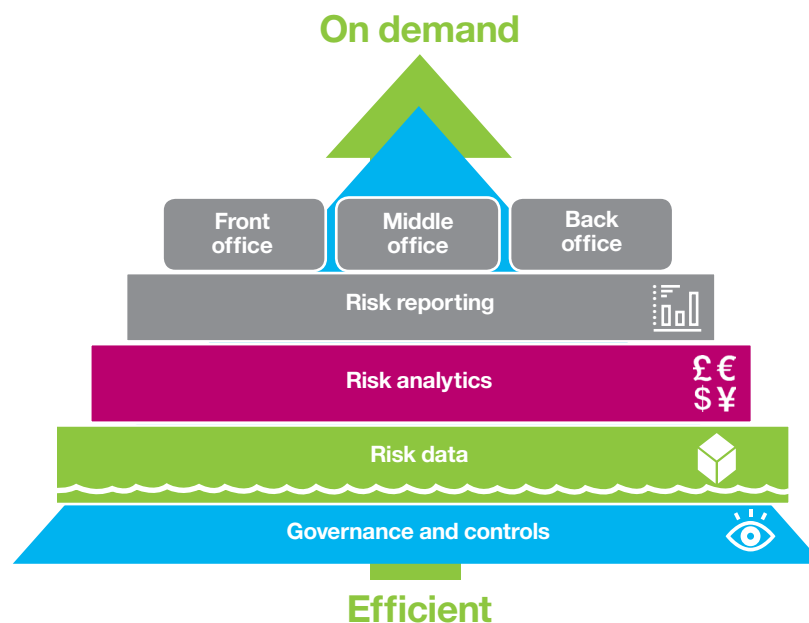 On demand
Front
office
Middle
office
Back
office
Risk reporting
Risk analytics
£€
$¥
Risk data
Governance and controls
Efficient